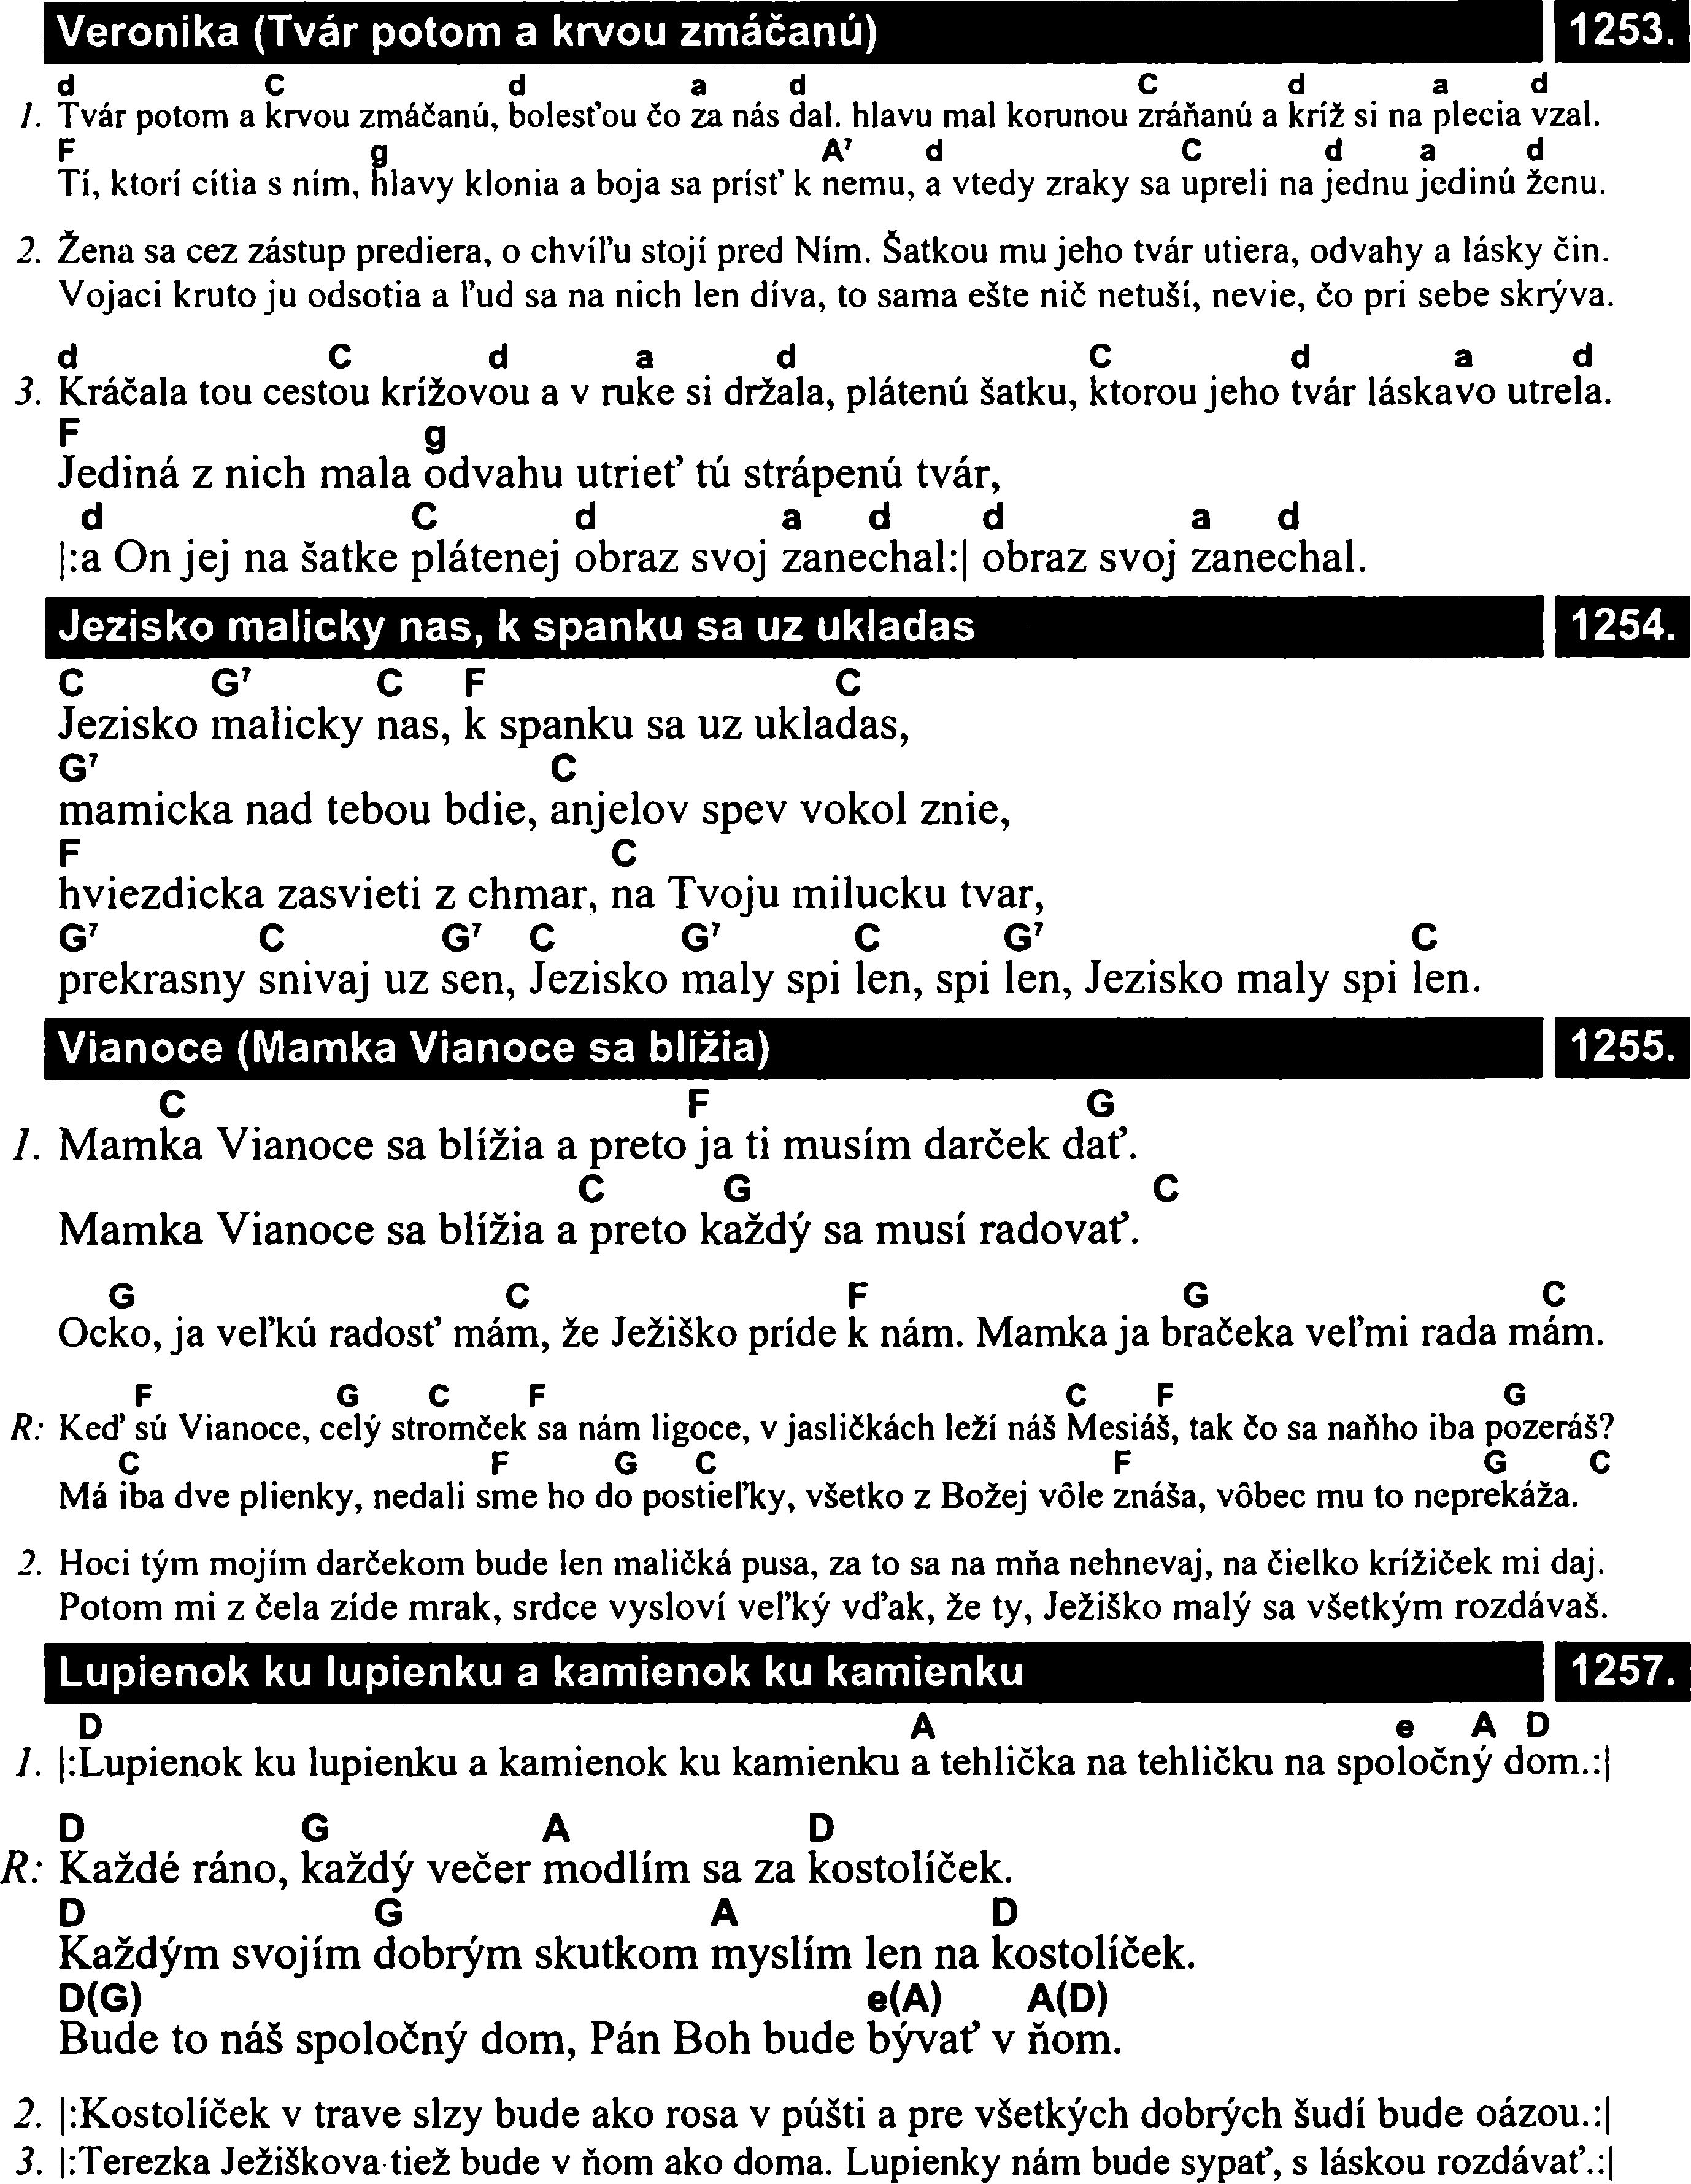 Veronika (Tvár potom a krvou zmáčanú) 1253.
d C d a d C d a d
1. Tvár potom a krvou zmáčanú, bolesťou čo za nás dal. hlavu mal korunou zráňanú a kríž si na plecia vzal.
F g A7 d C d a d
Tí, ktorí cítia s ním, hlavy klonia a boja sa prísť k nemu, a vtedy zraky sa upreli na jednu jedinú ženu.
2. Žena sa cez zástup prediera, o chvíľu stojí pred Ním. Šatkou mu jeho tvár utiera, odvahy a lásky čin.
Vojaci kruto ju odsotia a ľud sa na nich len díva, to sama ešte nič netuší, nevie, čo pri sebe skrýva.
d C d a d C d a d
3. Kráčala tou cestou krížovou a v ruke si držala, plátenú šatku, ktorou jeho tvár láskavo utrela.
F g
Jediná z nich mala odvahu utrieť tú strápenú tvár,
d C d a d d a d
|:a On jej na šatke plátenej obraz svoj zanechal:| obraz svoj zanechal.
Jezisko malicky nas, k spanku sa uz ukladas 1254.
C G7 C F C
Jezisko malicky nas, k spanku sa uz ukladas,
G7 C
mamicka nad tebou bdie, anjelov spev vokol znie,
F C
hviezdicka zasvieti z chmar, na Tvoju milucku tvar,
G7 C G7 C G7 C G7 C
prekrasny snivaj uz sen, Jezisko maly spi len, spi len, Jezisko maly spi len.
Vianoce (Mamka Vianoce sa blížia) 1255.
C F G
1. Mamka Vianoce sa blížia a preto ja ti musím darček dať.
C G C
Mamka Vianoce sa blížia a preto každý sa musí radovať.
G C F G C
Ocko, ja veľkú radosť mám, že Ježiško príde k nám. Mamka ja bračeka veľmi rada mám.
F G C F C F G
R: Keď sú Vianoce, celý stromček sa nám ligoce, v jasličkách leží náš Mesiáš, tak čo sa naňho iba pozeráš?
C F G C F G C
Má iba dve plienky, nedali sme ho do postieľky, všetko z Božej vôle znáša, vôbec mu to neprekáža.
2. Hoci tým mojím darčekom bude len maličká pusa, za to sa na mňa nehnevaj, na čielko krížiček mi daj.
Potom mi z čela zíde mrak, srdce vysloví veľký vďak, že ty, Ježiško malý sa všetkým rozdávaš.
Lupienok ku lupienku a kamienok ku kamienku 1257.
D A e A D
1. |:Lupienok ku lupienku a kamienok ku kamienku a tehlička na tehličku na spoločný dom.:|
D G A D
R: Každé ráno, každý večer modlím sa za kostolíček.
D G A D
Každým svojím dobrým skutkom myslím len na kostolíček.
D(G) e(A) A(D)
Bude to náš spoločný dom, Pán Boh bude bývať v ňom.
2. |:Kostolíček v trave slzy bude ako rosa v púšti a pre všetkých dobrých šudí bude oázou.:|
3. |:Terezka Ježiškova tiež bude v ňom ako doma. Lupienky nám bude sypať, s láskou rozdávať.:|